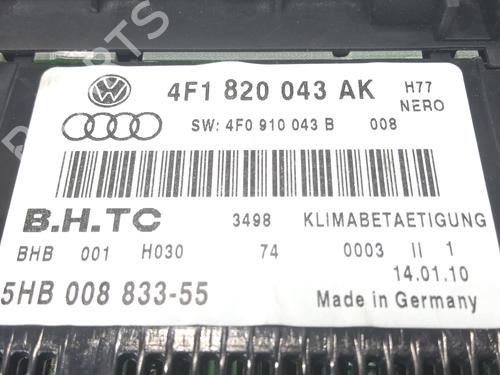 4F1 820 043 AK H77
NERO
SW: 4F0 910 043 B 008
B.H.TC 3498 KLIMABETAETIGUNG
BHB 001 H030 74 0003 II 1
14.01.10
5HB 008 833-55 Made in Germany